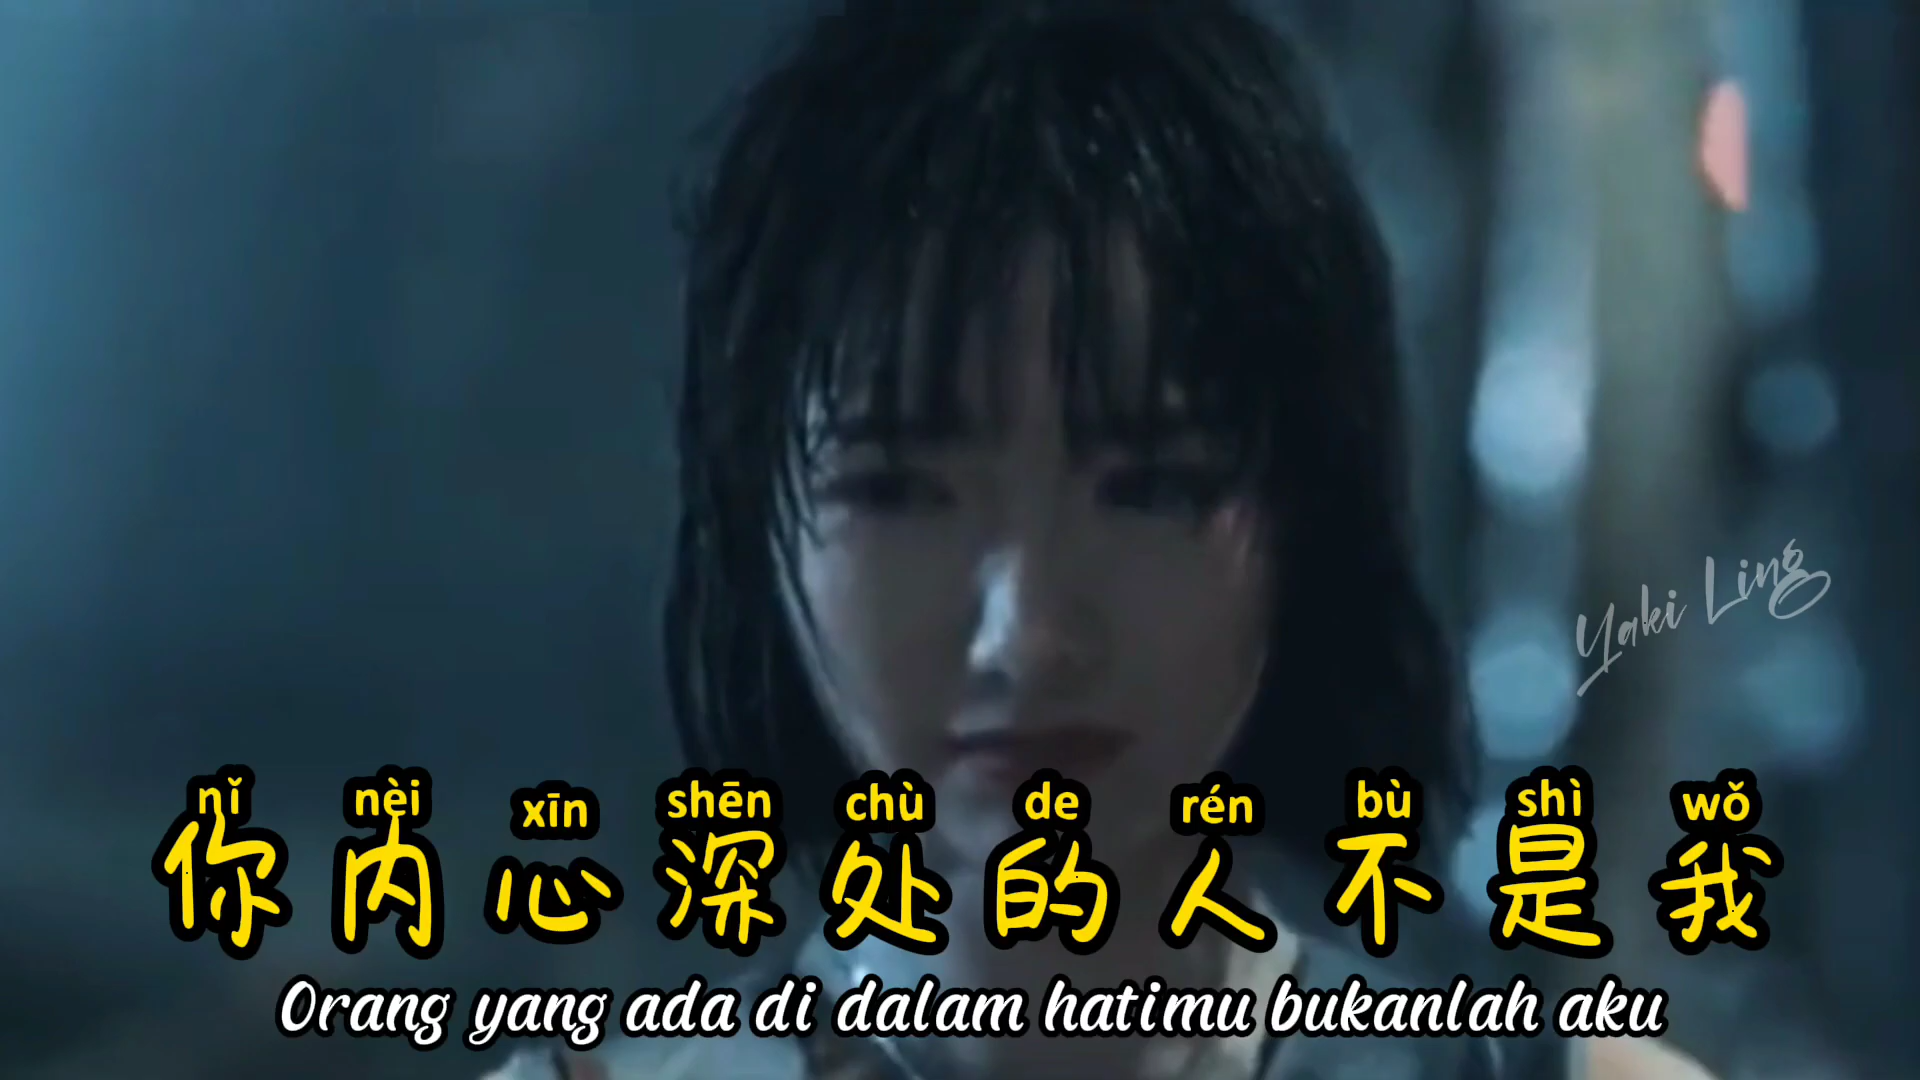 Yaki Ling
nǐ nèi xīn shēn chù de rén bù shì wǒ
你内心深处的人不是我
Orang yang ada di dalam hatimu bukanlah aku